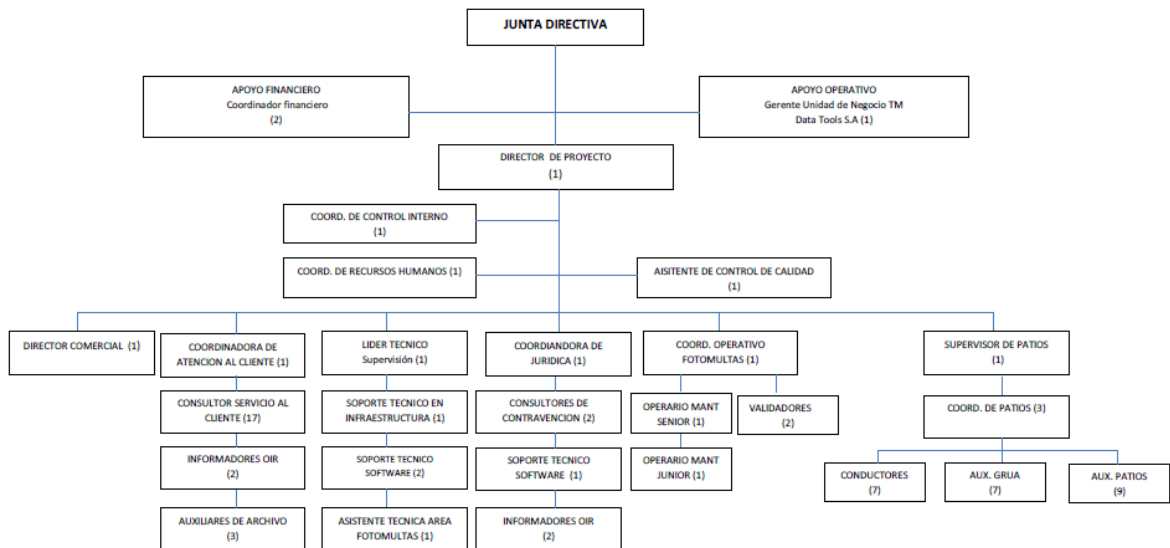 JUNTA DIRECTIVA
APOYO FINANCIERO
Coordinador financiero
(2)
APOYO OPERATIVO
Gerente Unidad de Negocio TM
Data Tools S.A (1)
DIRECTOR DE PROYECTO
(1)
COORD. DE CONTROL INTERNO
(1)
COORD. DE RECURSOS HUMANOS (1)
AISITENTE DE CONTROL DE CALIDAD
(1)
DIRECTOR COMERCIAL (1)
COORDINADORA DE
ATENCION AL CLIENTE (1)
LIDER TECNICO
Supervisión (1)
COORDIANDORA DE
JURIDICA (1)
COORD. OPERATIVO
FOTOMULTAS (1)
SUPERVISOR DE PATIOS
(1)
CONSULTOR SERVICIO AL
CLIENTE (17)
SOPORTE TECNICO EN
INFRAESTRUCTURA (1)
CONSULTORES DE
CONTRAVENCION (2)
OPERARIO MANT
SENIOR (1)
VALIDADORES
(2)
COORD. DE PATIOS (3)
INFORMADORES OIR
(2)
SOPORTE TECNICO
SOFTWARE (2)
SOPORTE TECNICO
SOFTWARE (1)
OPERARIO MANT
JUNIOR (1)
CONDUCTORES
(7)
AUX. GRUA
(7)
AUX. PATIOS
(9)
AUXILIARES DE ARCHIVO
(3)
ASISTENTE TECNICA AREA
FOTOMULTAS (1)
INFORMADORES OIR
(2)